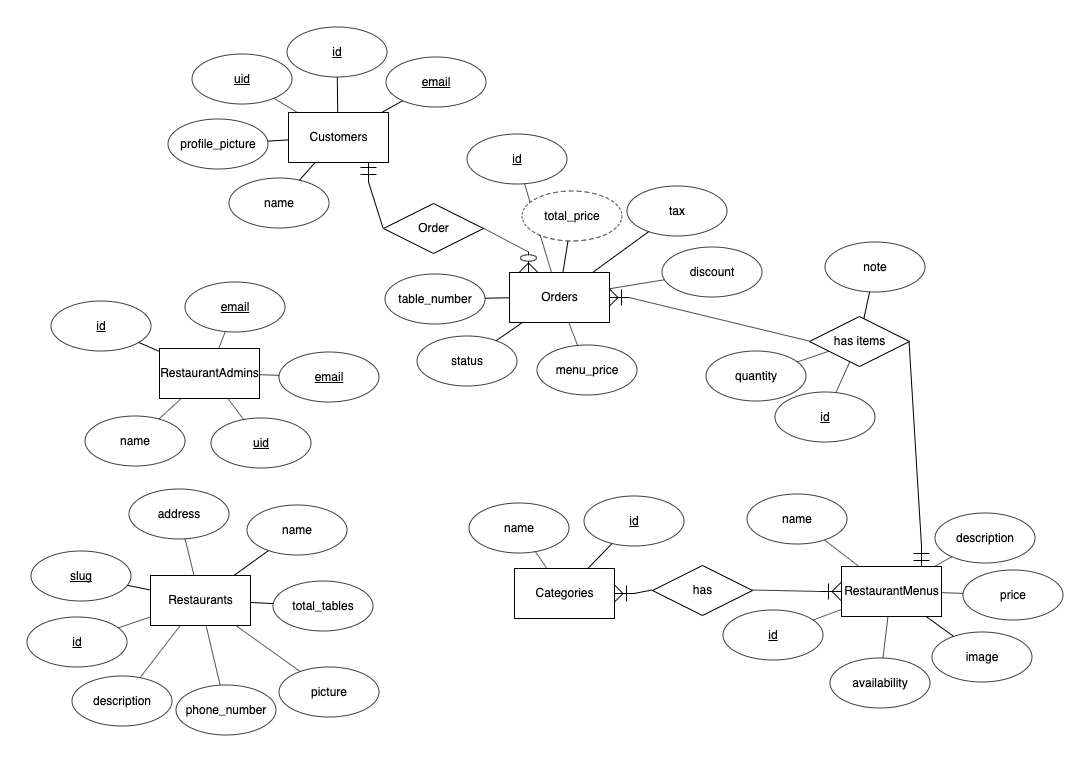 id
uid
email
Customers
profile_picture
name
id
Order
total_price
tax
discount
table_number
Orders
status
menu_price
note
has items
quantity
id
email
id
RestaurantAdmins
email
name
uid
address
name
slug
Restaurants
total_tables
id
description
phone_number
picture
name
id
Categories
has
name
description
RestaurantMenus
price
id
image
availability